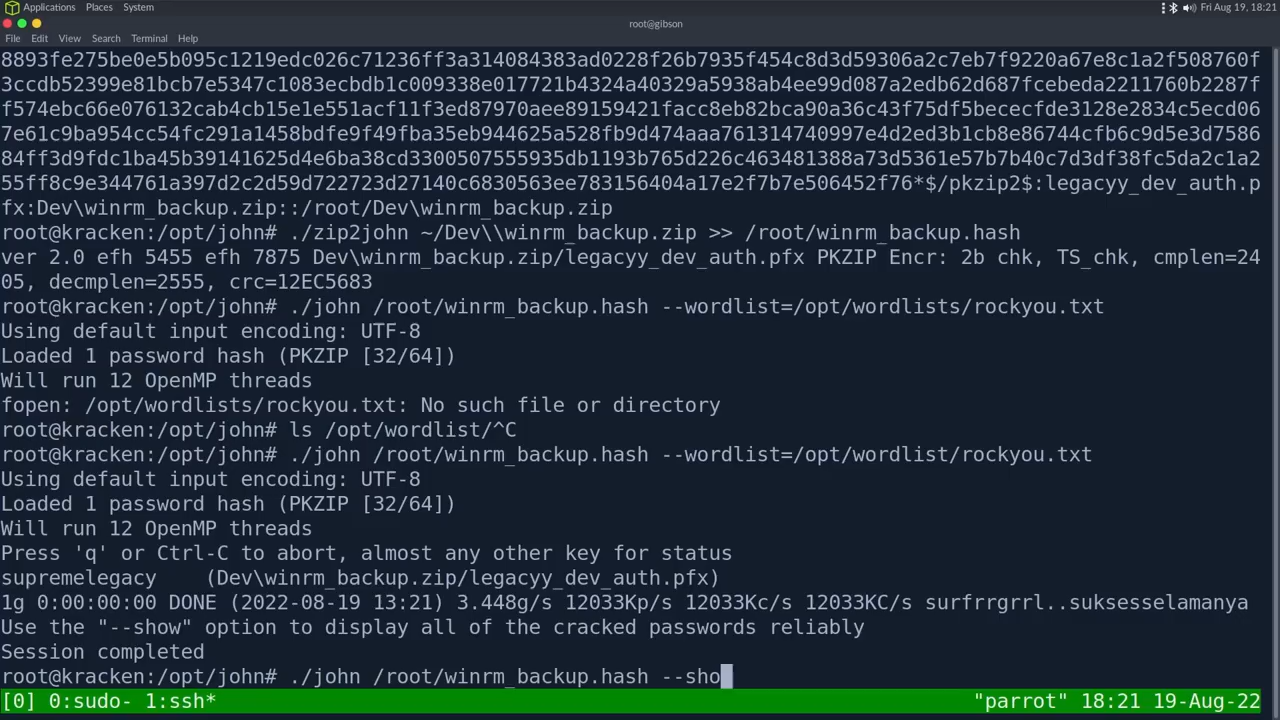 Applications Places System Fri Aug 19, 18:21
root@gibson
File Edit View Search Terminal Help
8893fe275be0e5b095c1219edc026c71236ff3a314084383ad0228f26b7935f454c8d3d59306a2c7eb7f9220a67e8c1a2f508760f
3ccdb52399e81bcb7e5347c1083ecbdb1c009338e017721b4324a40329a5938ab4ee99d087a2edb62d687fcebeda2211760b2287f
f574ebc66e076132cab4cb15e1e551acf11f3ed87970aee89159421facc8eb82bca90a36c43f75df5bececfde3128e2834c5ecd06
7e61c9ba954cc54fc291a1458bdfe9f49fba35eb944625a528fb9d474aaa761314740997e4d2ed3b1cb8e86744cfb6c9d5e3d7586
84ff3d9fdc1ba45b39141625d4e6ba38cd3300507555935db1193b765d226c463481388a73d5361e57b7b40c7d3df38fc5da2c1a2
55ff8c9e344761a397d2c2d59d722723d27140c6830563ee783156404a17e2f7b7e506452f76*$/pkzip2$:legacyy_dev_auth.p
fx:Dev\winrm_backup.zip::/root/Dev\winrm_backup.zip
root@kracken:/opt/john# ./zip2john ~/Dev\\winrm_backup.zip >> /root/winrm_backup.hash
ver 2.0 efh 5455 efh 7875 Dev\winrm_backup.zip/legacyy_dev_auth.pfx PKZIP Encr: 2b chk, TS_chk, cmplen=24
05, decmplen=2555, crc=12EC5683
root@kracken:/opt/john# ./john /root/winrm_backup.hash --wordlist=/opt/wordlists/rockyou.txt
Using default input encoding: UTF-8
Loaded 1 password hash (PKZIP [32/64])
Will run 12 OpenMP threads
fopen: /opt/wordlists/rockyou.txt: No such file or directory
root@kracken:/opt/john# ls /opt/wordlist/^C
root@kracken:/opt/john# ./john /root/winrm_backup.hash --wordlist=/opt/wordlist/rockyou.txt
Using default input encoding: UTF-8
Loaded 1 password hash (PKZIP [32/64])
Will run 12 OpenMP threads
Press 'q' or Ctrl-C to abort, almost any other key for status
supremelegacy    (Dev\winrm_backup.zip/legacyy_dev_auth.pfx)
1g 0:00:00:00 DONE (2022-08-19 13:21) 3.448g/s 12033Kp/s 12033Kc/s 12033KC/s surfrrgrrl..suksesselamanya
Use the "--show" option to display all of the cracked passwords reliably
Session completed
root@kracken:/opt/john# ./john /root/winrm_backup.hash --sho
[0] 0:sudo- 1:ssh* "parrot" 18:21 19-Aug-22